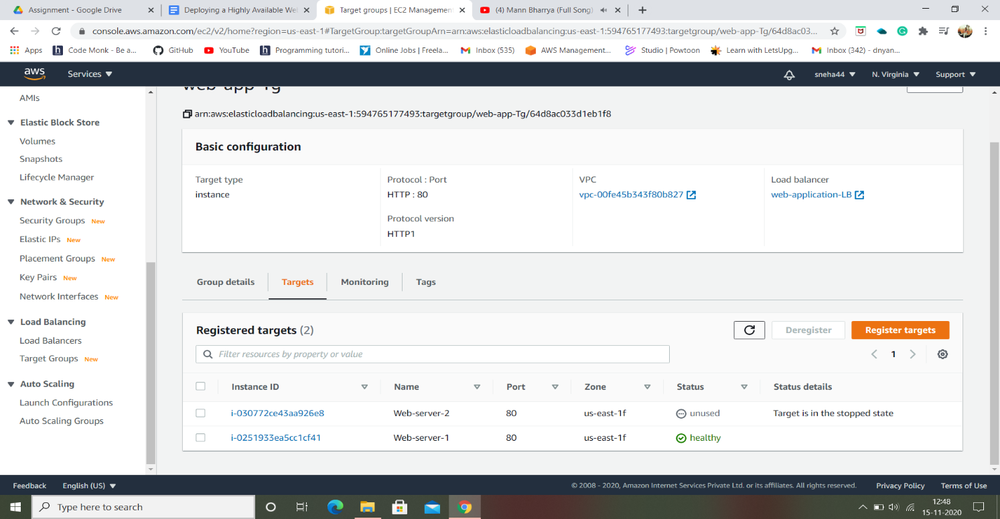 Assignment - Google Drive
Deploying a Highly Available We
Target groups | EC2 Management
(4) Mann Bharrya (Full Song)
console.aws.amazon.com/ec2/v2/home?region=us-east-1#TargetGroup:targetGroupArn=arn:aws:elasticloadbalancing:us-east-1:594765177493:targetgroup/web-app-Tg/64d8ac03...
Apps
Code Monk - Be a...
GitHub
YouTube
Programming tutori...
Online Jobs | Freela...
Inbox (535)
AWS Management...
Studio | Powtoon
Learn with LetsUpg...
Inbox (342) - dnyan...
aws
Services
sneha44
N. Virginia
Support
AMIs
Elastic Block Store
Volumes
Snapshots
Lifecycle Manager
Network & Security
Security Groups New
Elastic IPs New
Placement Groups New
Key Pairs New
Network Interfaces New
Load Balancing
Load Balancers
Target Groups New
Auto Scaling
Launch Configurations
Auto Scaling Groups
web-app-Tg
arn:aws:elasticloadbalancing:us-east-1:594765177493:targetgroup/web-app-Tg/64d8ac033d1eb1f8
Basic configuration
Target type
instance
Protocol : Port
HTTP : 80
Protocol version
HTTP1
VPC
vpc-00fe45b343f80b827
Load balancer
web-application-LB
Group details
Targets
Monitoring
Tags
Registered targets (2)
Deregister
Register targets
Filter resources by property or value
1
Instance ID Name Port Zone Status Status details
i-030772ce43aa926e8 Web-server-2 80 us-east-1f unused Target is in the stopped state
i-0251933ea5cc1cf41 Web-server-1 80 us-east-1f healthy
Feedback
English (US)
© 2008 - 2020, Amazon Internet Services Private Ltd. or its affiliates. All rights reserved.
Privacy Policy
Terms of Use
Type here to search
12:48
15-11-2020